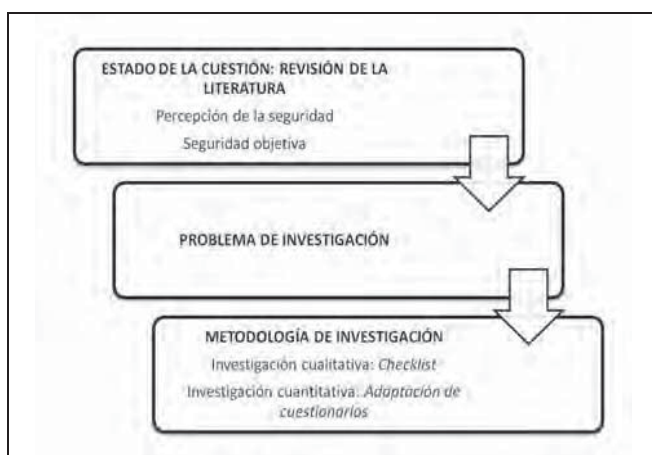 ESTADO DE LA CUESTIÓN: REVISIÓN DE LA
LITERATURA
Percepción de la seguridad
Seguridad objetiva
PROBLEMA DE INVESTIGACIÓN
METODOLOGÍA DE INVESTIGACIÓN
Investigación cualitativa: Checklist
Investigación cuantitativa: Adaptación de
cuestionarios